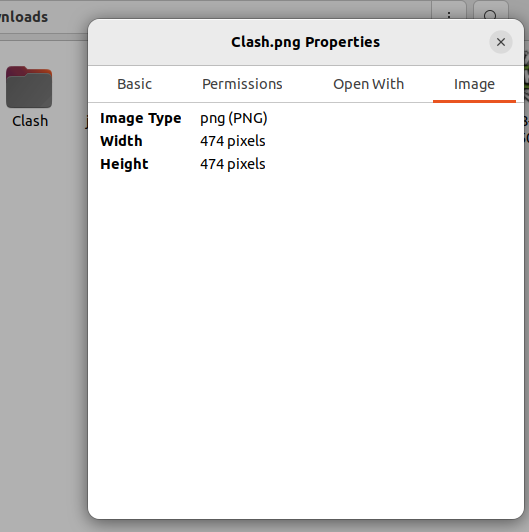 nloads
Clash.png Properties
Basic Permissions Open With Image
Image Type png (PNG)
Width 474 pixels
Height 474 pixels
Clash